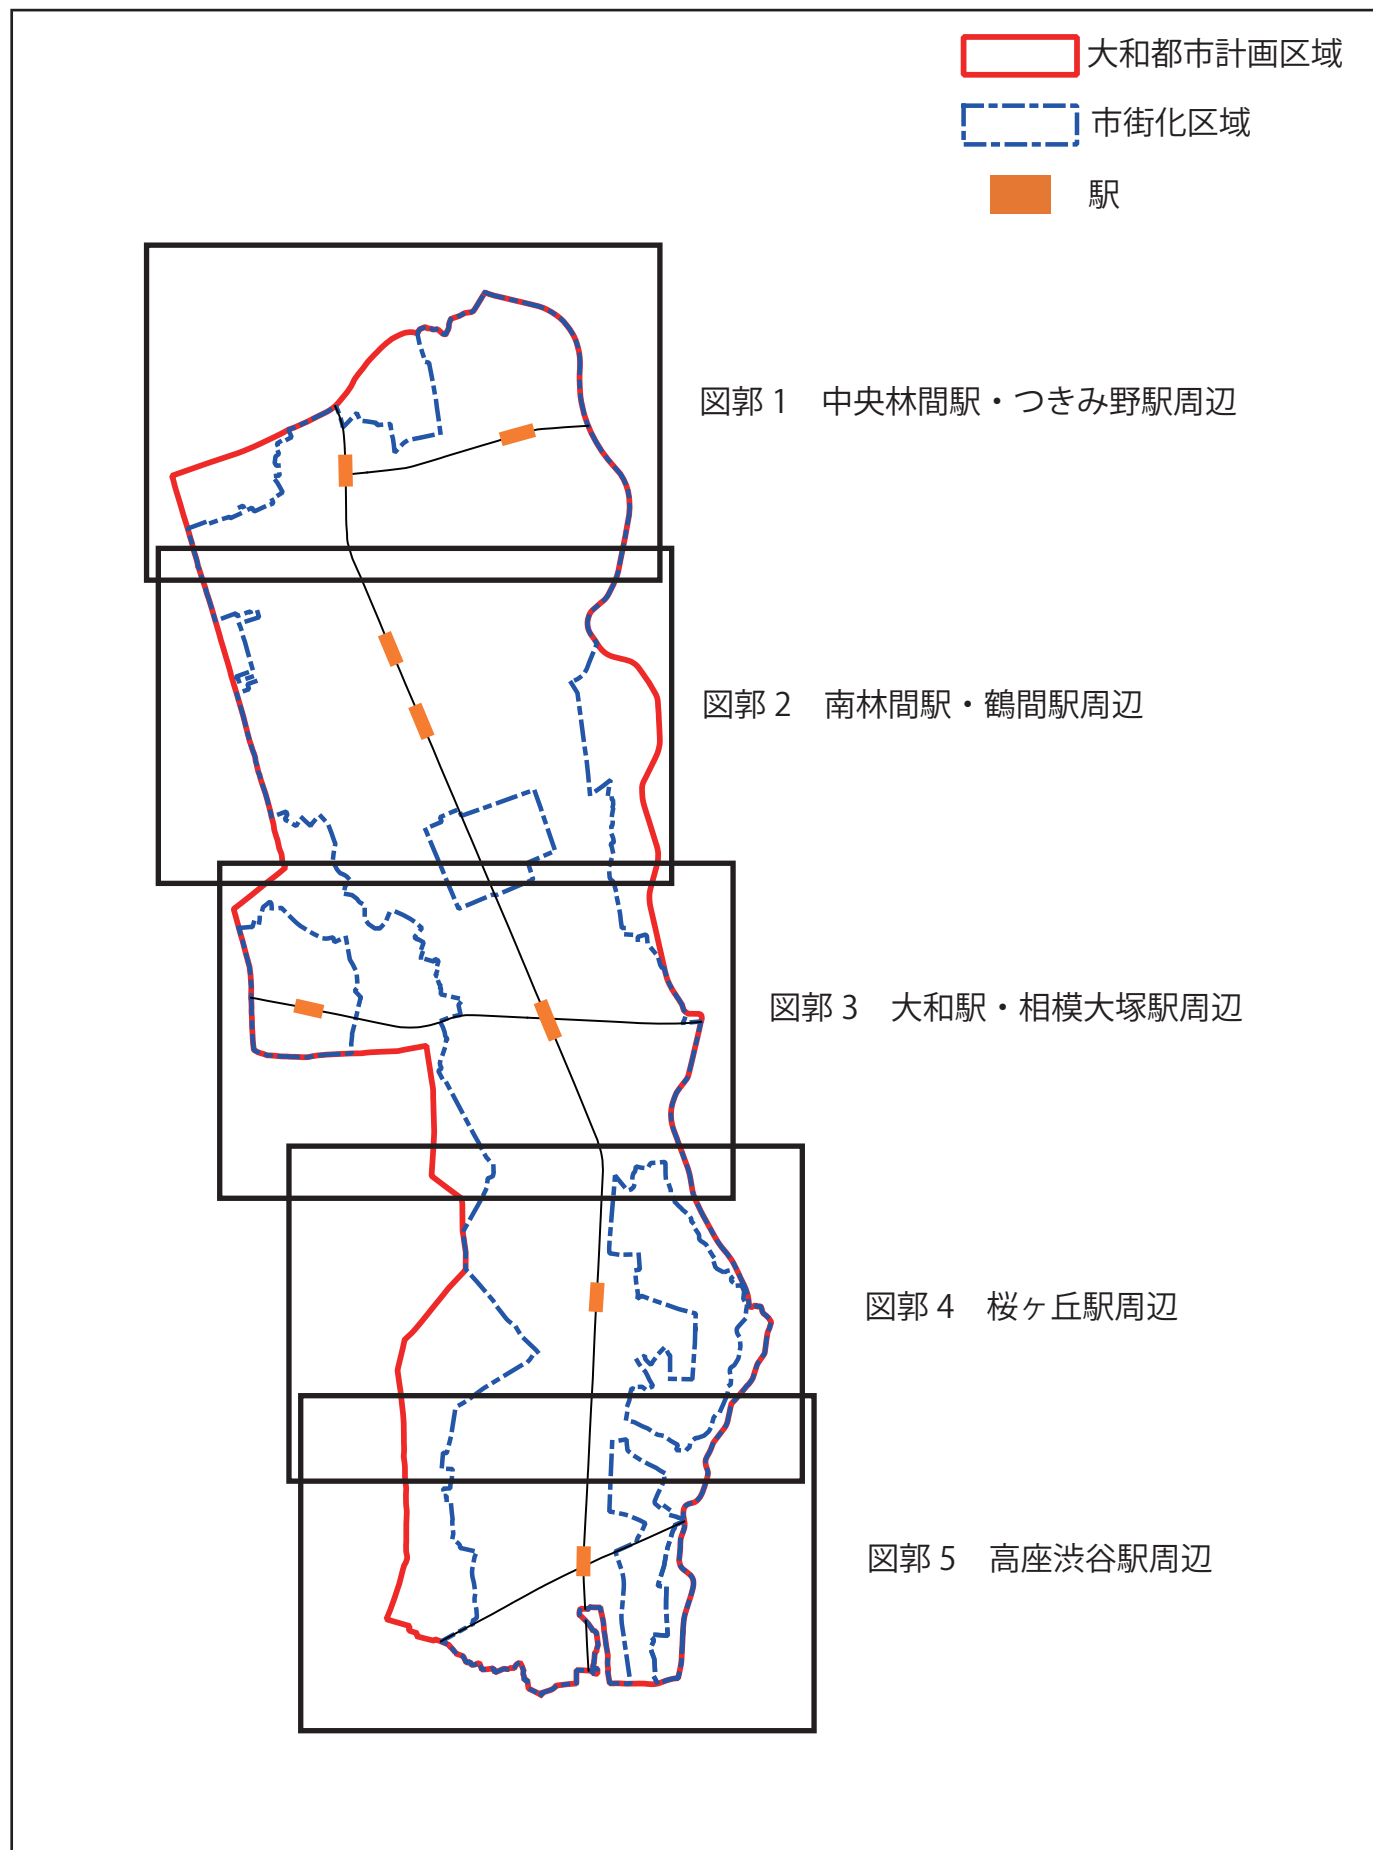 大和都市計画区域
市街化区域
駅
図郭 1　中央林間駅・つきみ野駅周辺
図郭 2　南林間駅・鶴間駅周辺
図郭 3　大和駅・相模大塚駅周辺
図郭 4　桜ヶ丘駅周辺
図郭 5　高座渋谷駅周辺